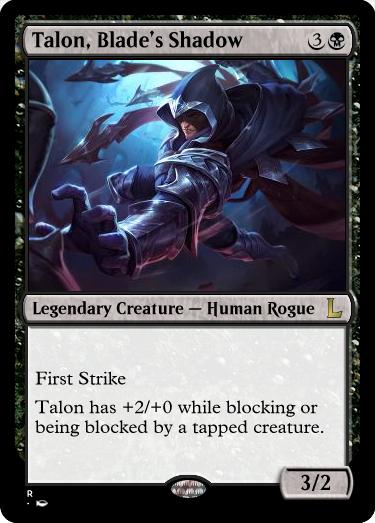 Talon, Blade's Shadow 3
Legendary Creature — Human Rogue L
First Strike
Talon has +2/+0 while blocking or
being blocked by a tapped creature.
3/2
R